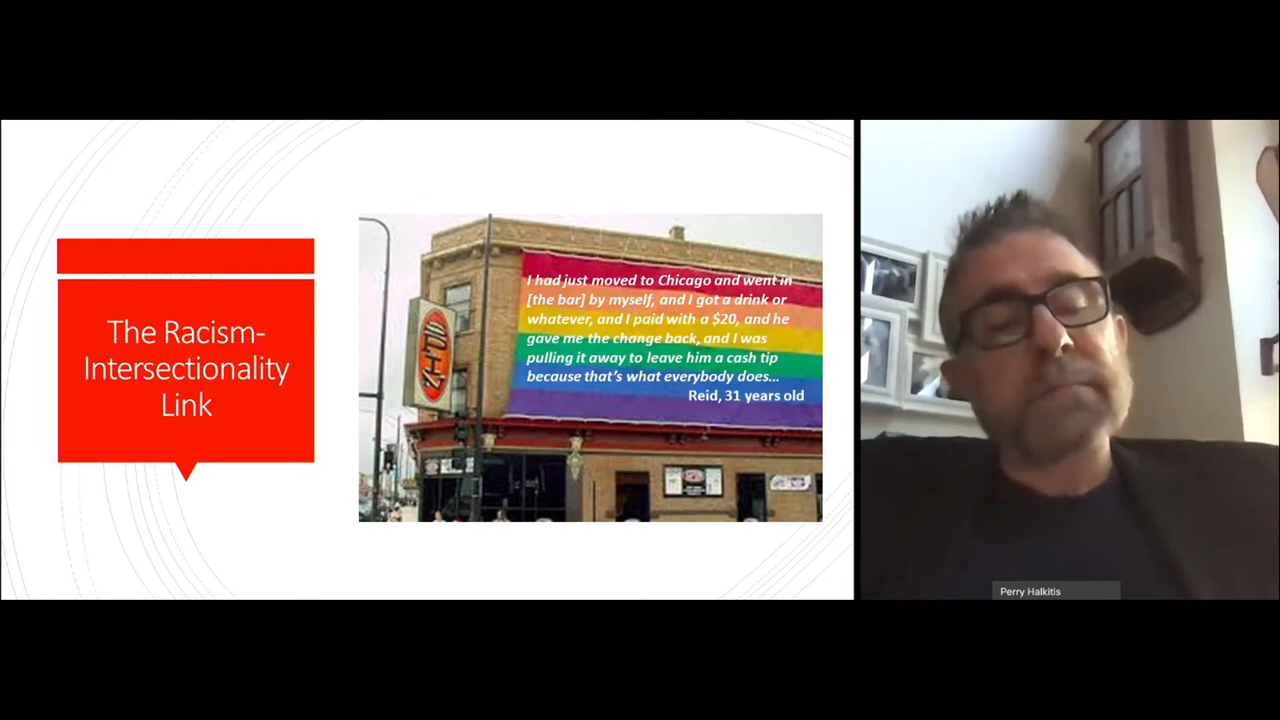 The Racism-
Intersectionality
Link
I had just moved to Chicago and went in
[the bar] by myself, and I got a drink or
whatever, and I paid with a $20, and he
gave me the change back, and I was
pulling it away to leave him a cash tip
because that's what everybody does…
Reid, 31 years old
Perry Halkitis